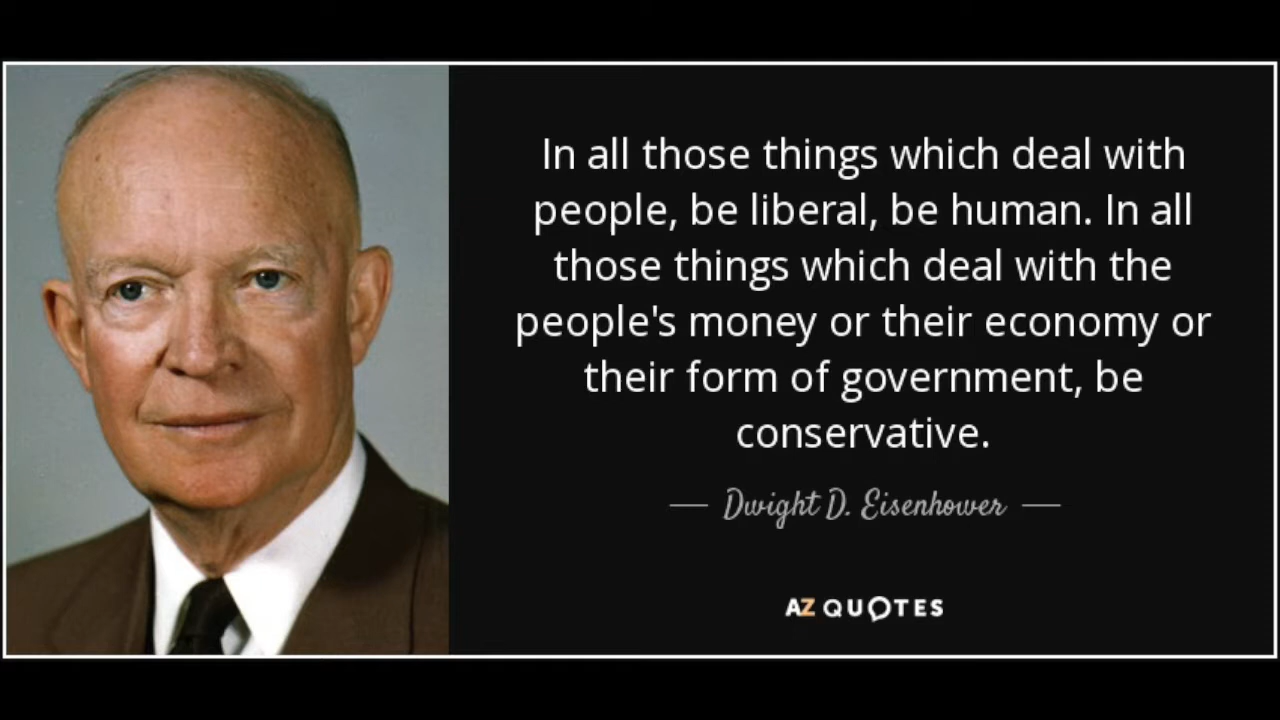 In all those things which deal with
people, be liberal, be human. In all
those things which deal with the
people's money or their economy or
their form of government, be
conservative.
— Dwight D. Eisenhower —
AZ QUOTES